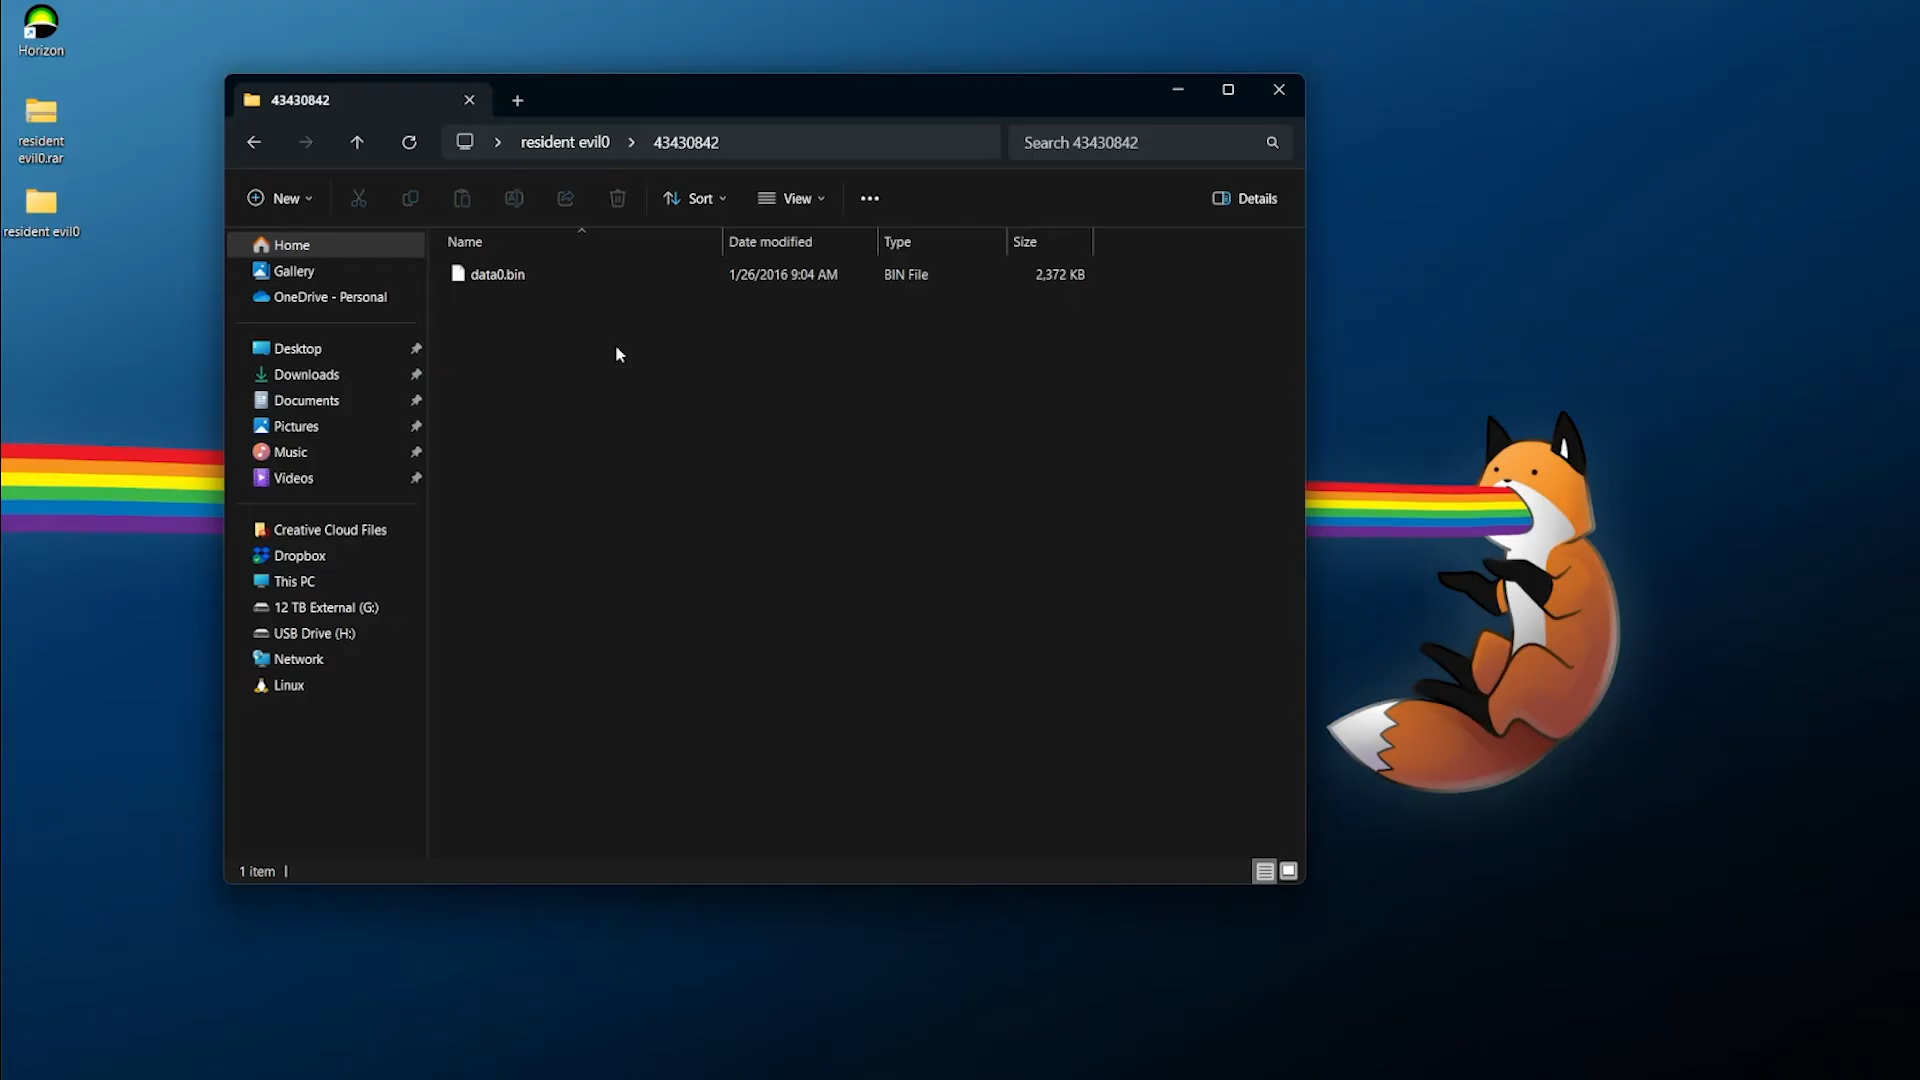 Horizon
resident
evil0.rar
resident evil0
43430842
resident evil0
43430842
Search 43430842
New
Sort
View
Details
Name
Date modified
Type
Size
data0.bin
1/26/2016 9:04 AM
BIN File
2,372 KB
Home
Gallery
OneDrive - Personal
Desktop
Downloads
Documents
Pictures
Music
Videos
Creative Cloud Files
Dropbox
This PC
12 TB External (G:)
USB Drive (H:)
Network
Linux
1 item